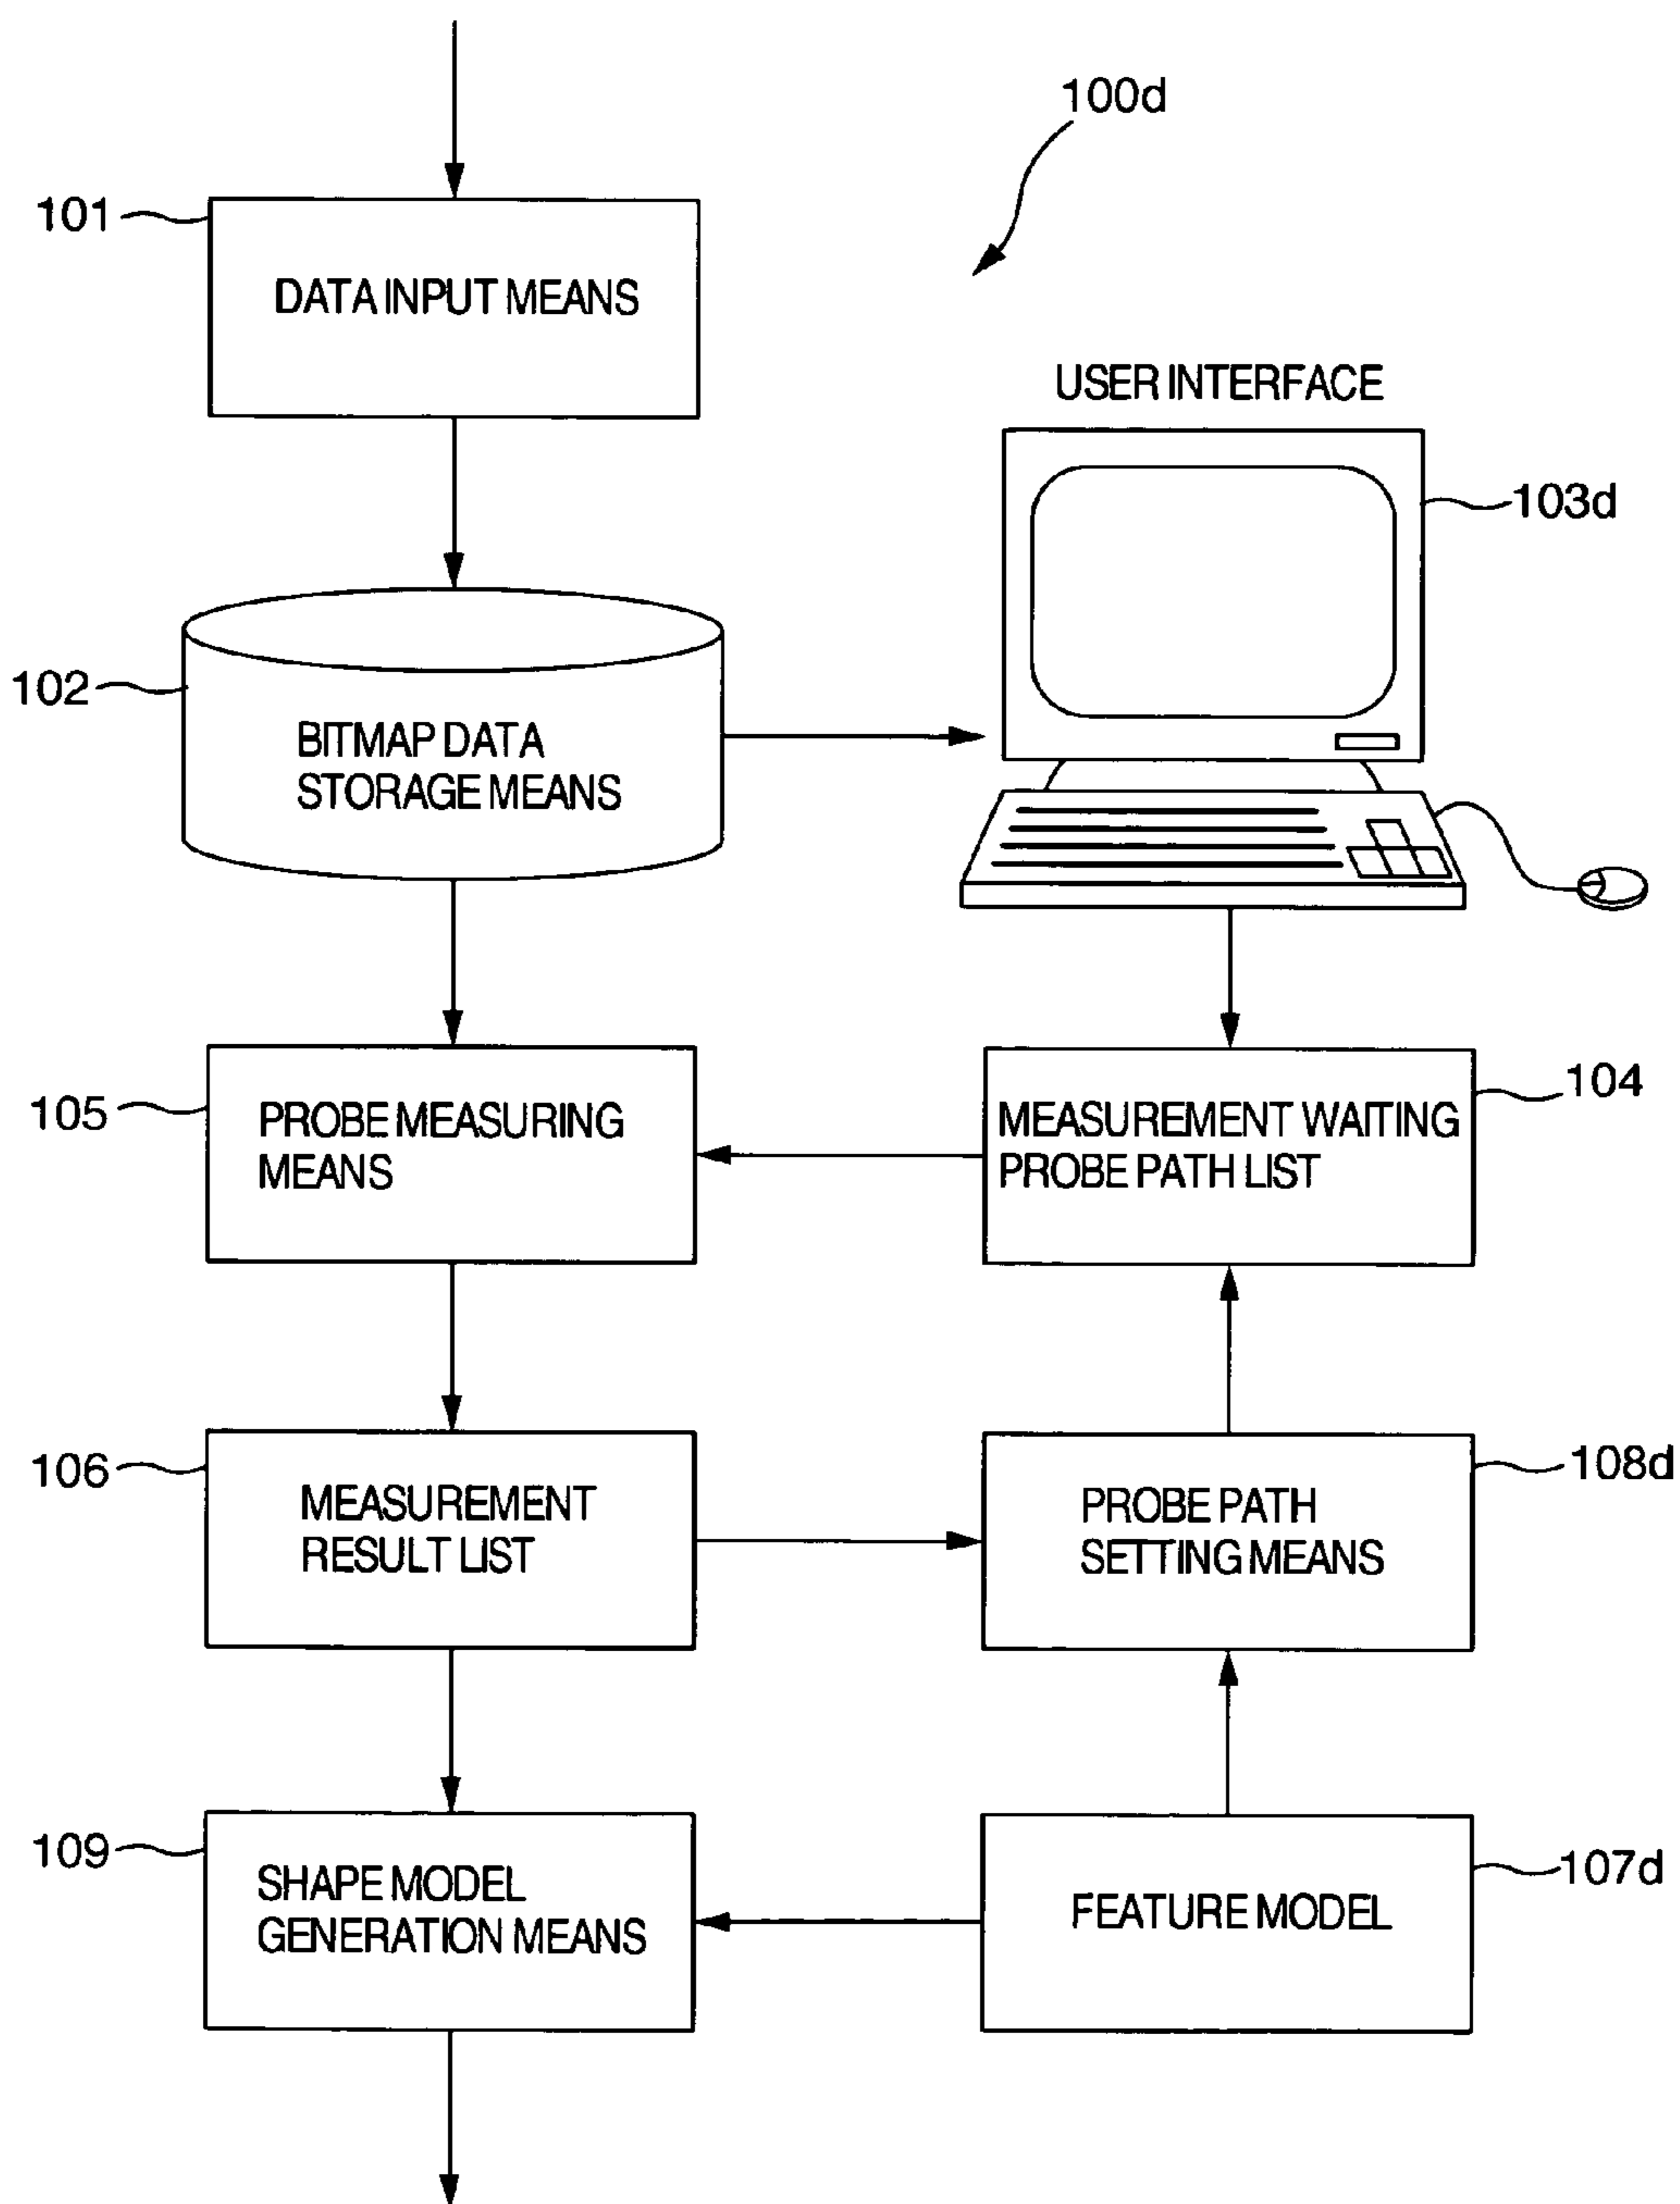 100d
101
DATA INPUT MEANS
USER INTERFACE
103d
102
BITMAP DATA
STORAGE MEANS
105
PROBE MEASURING
MEANS
104
MEASUREMENT WAITING
PROBE PATH LIST
106
MEASUREMENT
RESULT LIST
108d
PROBE PATH
SETTING MEANS
109
SHAPE MODEL
GENERATION MEANS
107d
FEATURE MODEL